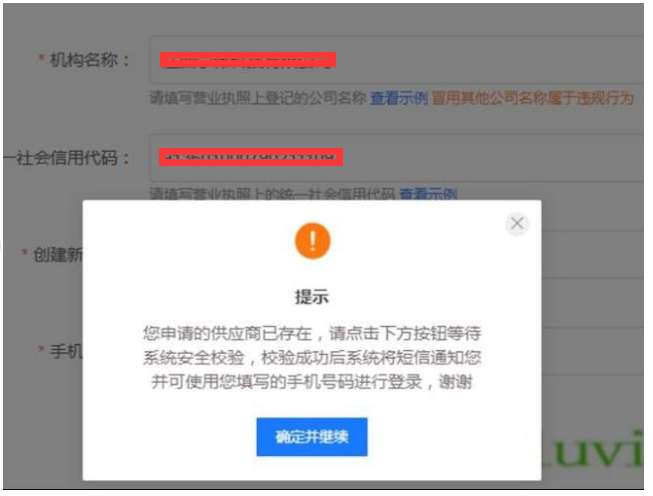 * 机构名称：
请填写营业执照上登记的公司名称 查看示例 冒用其他公司名称属于违规行为
一社会信用代码：
请填写营业执照上的统一社会信用代码 查看示例
* 创建新
提示
您申请的供应商已存在，请点击下方按钮等待
系统安全校验，校验成功后系统将短信通知您
* 手机
并可使用您填写的手机号码进行登录，谢谢
确定并继续
luvi